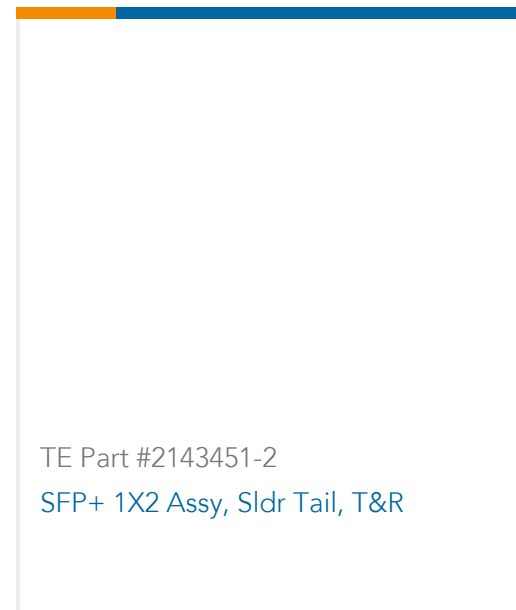 TE Part #2143451-2
SFP+ 1X2 Assy, Sldr Tail, T&R